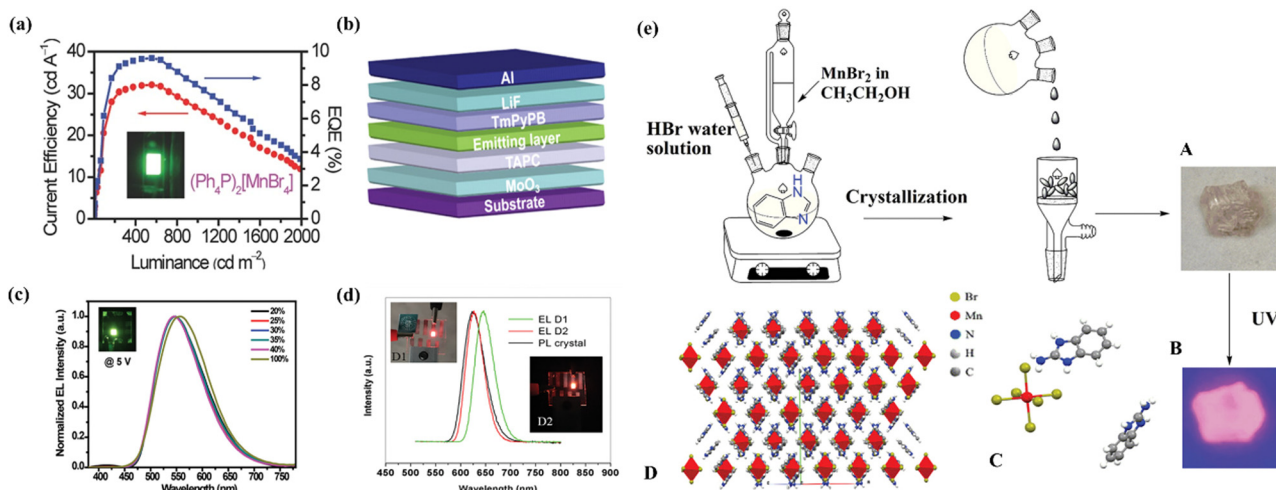 (a)
Current Efficiency (cd A⁻¹)
40
35
30
25
20
15
10
5
0
10
8
6
4
2
0
EQE (%)
(Ph₄P)₂[MnBr₄]
0 400 800 1200 1600 2000
Luminance (cd m⁻²)
(b)
Al
LiF
TmPyPB
Emitting layer
TAPC
MoO₃
Substrate
(c)
Normalized EL Intensity (a.u.)
1.0
0.8
0.6
0.4
0.2
0.0
@ 5 V
20%
25%
30%
35%
40%
100%
400 450 500 550 600 650 700 750
Wavelength (nm)
(d)
Intensity (a.u.)
D1
EL D1
EL D2
PL crystal
D2
450 500 550 600 650 700 750 800 850 900
Wavelength (nm)
(e)
MnBr₂ in
CH₃CH₂OH
HBr water
solution
H
N
N
Crystallization
A
UV
B
Br
Mn
N
H
C
D
C